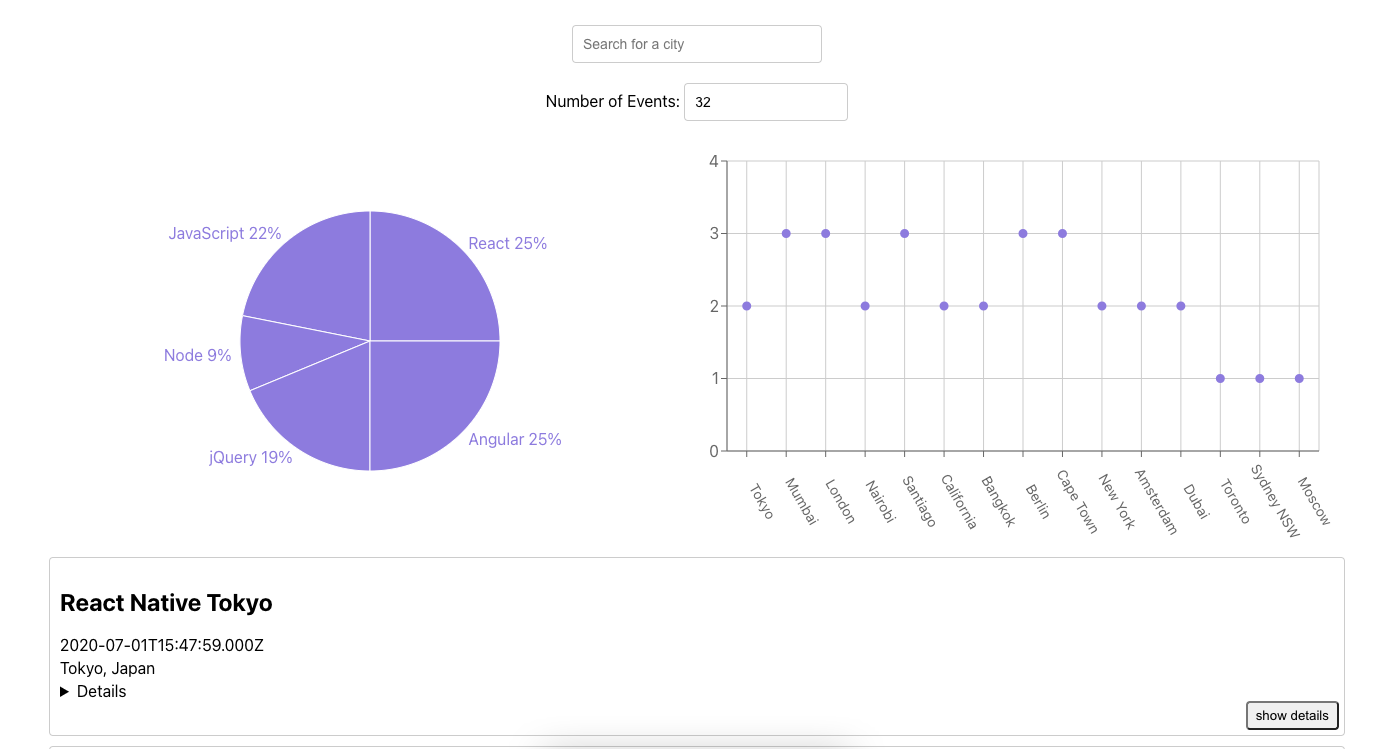 Search for a city
Number of Events: 32
JavaScript 22%
React 25%
Node 9%
jQuery 19%
Angular 25%
4
3
2
1
0
Tokyo
Mumbai
London
Nairobi
Santiago
California
Bangkok
Berlin
Cape Town
New York
Amsterdam
Dubai
Toronto
Sydney NSW
Moscow
React Native Tokyo
2020-07-01T15:47:59.000Z
Tokyo, Japan
Details
show details